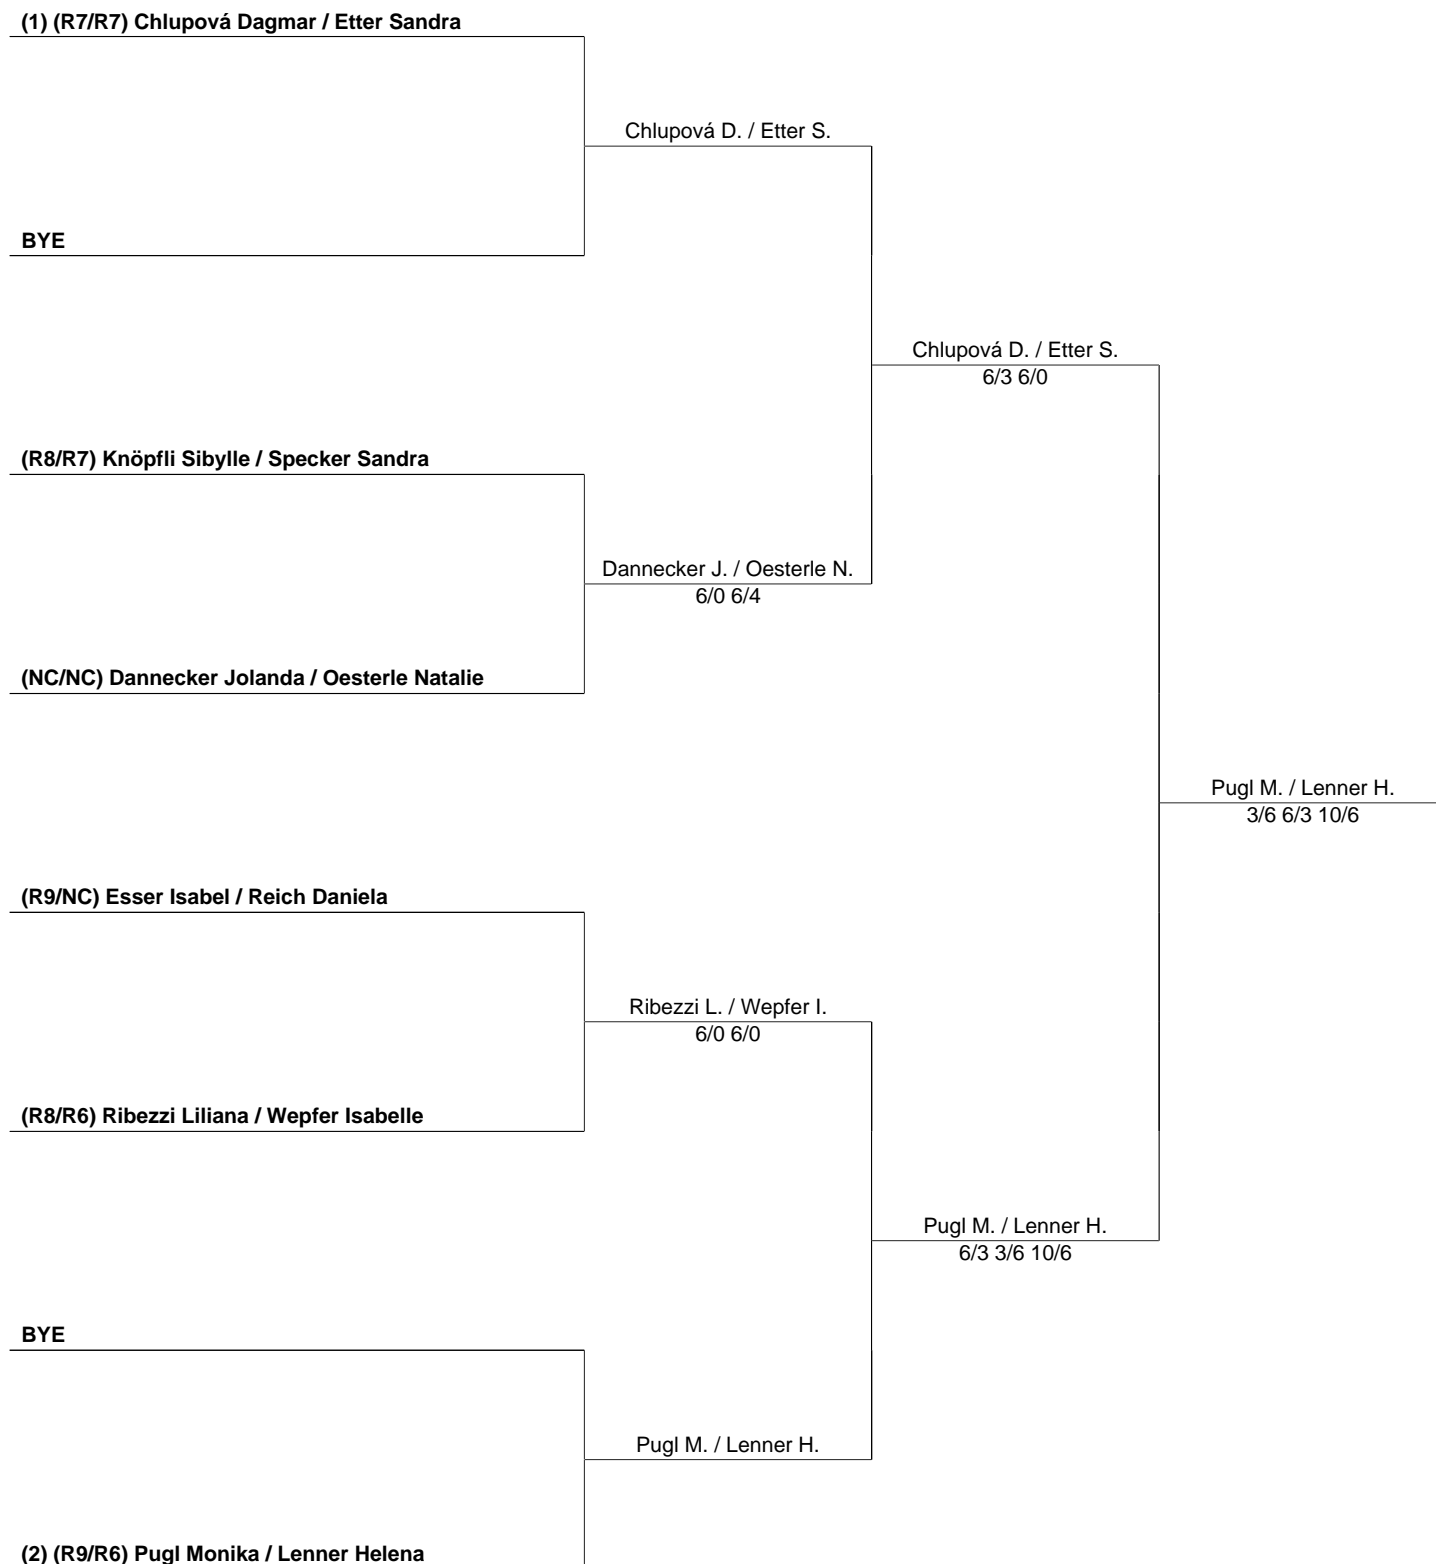 (1) (R7/R7) Chlupová Dagmar / Etter Sandra
Chlupová D. / Etter S.
BYE
Chlupová D. / Etter S.
6/3 6/0
(R8/R7) Knöpfli Sibylle / Specker Sandra
Dannecker J. / Oesterle N.
6/0 6/4
(NC/NC) Dannecker Jolanda / Oesterle Natalie
Pugl M. / Lenner H.
3/6 6/3 10/6
(R9/NC) Esser Isabel / Reich Daniela
Ribezzi L. / Wepfer I.
6/0 6/0
(R8/R6) Ribezzi Liliana / Wepfer Isabelle
Pugl M. / Lenner H.
6/3 3/6 10/6
BYE
Pugl M. / Lenner H.
(2) (R9/R6) Pugl Monika / Lenner Helena